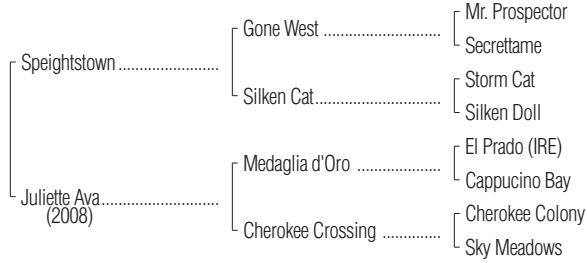 Mr. Prospector
Gone West
Secrettame
Speightstown
Storm Cat
Silken Cat
Silken Doll
El Prado (IRE)
Medaglia d'Oro
Cappucino Bay
Juliette Ava
(2008)
Cherokee Colony
Cherokee Crossing
Sky Meadows